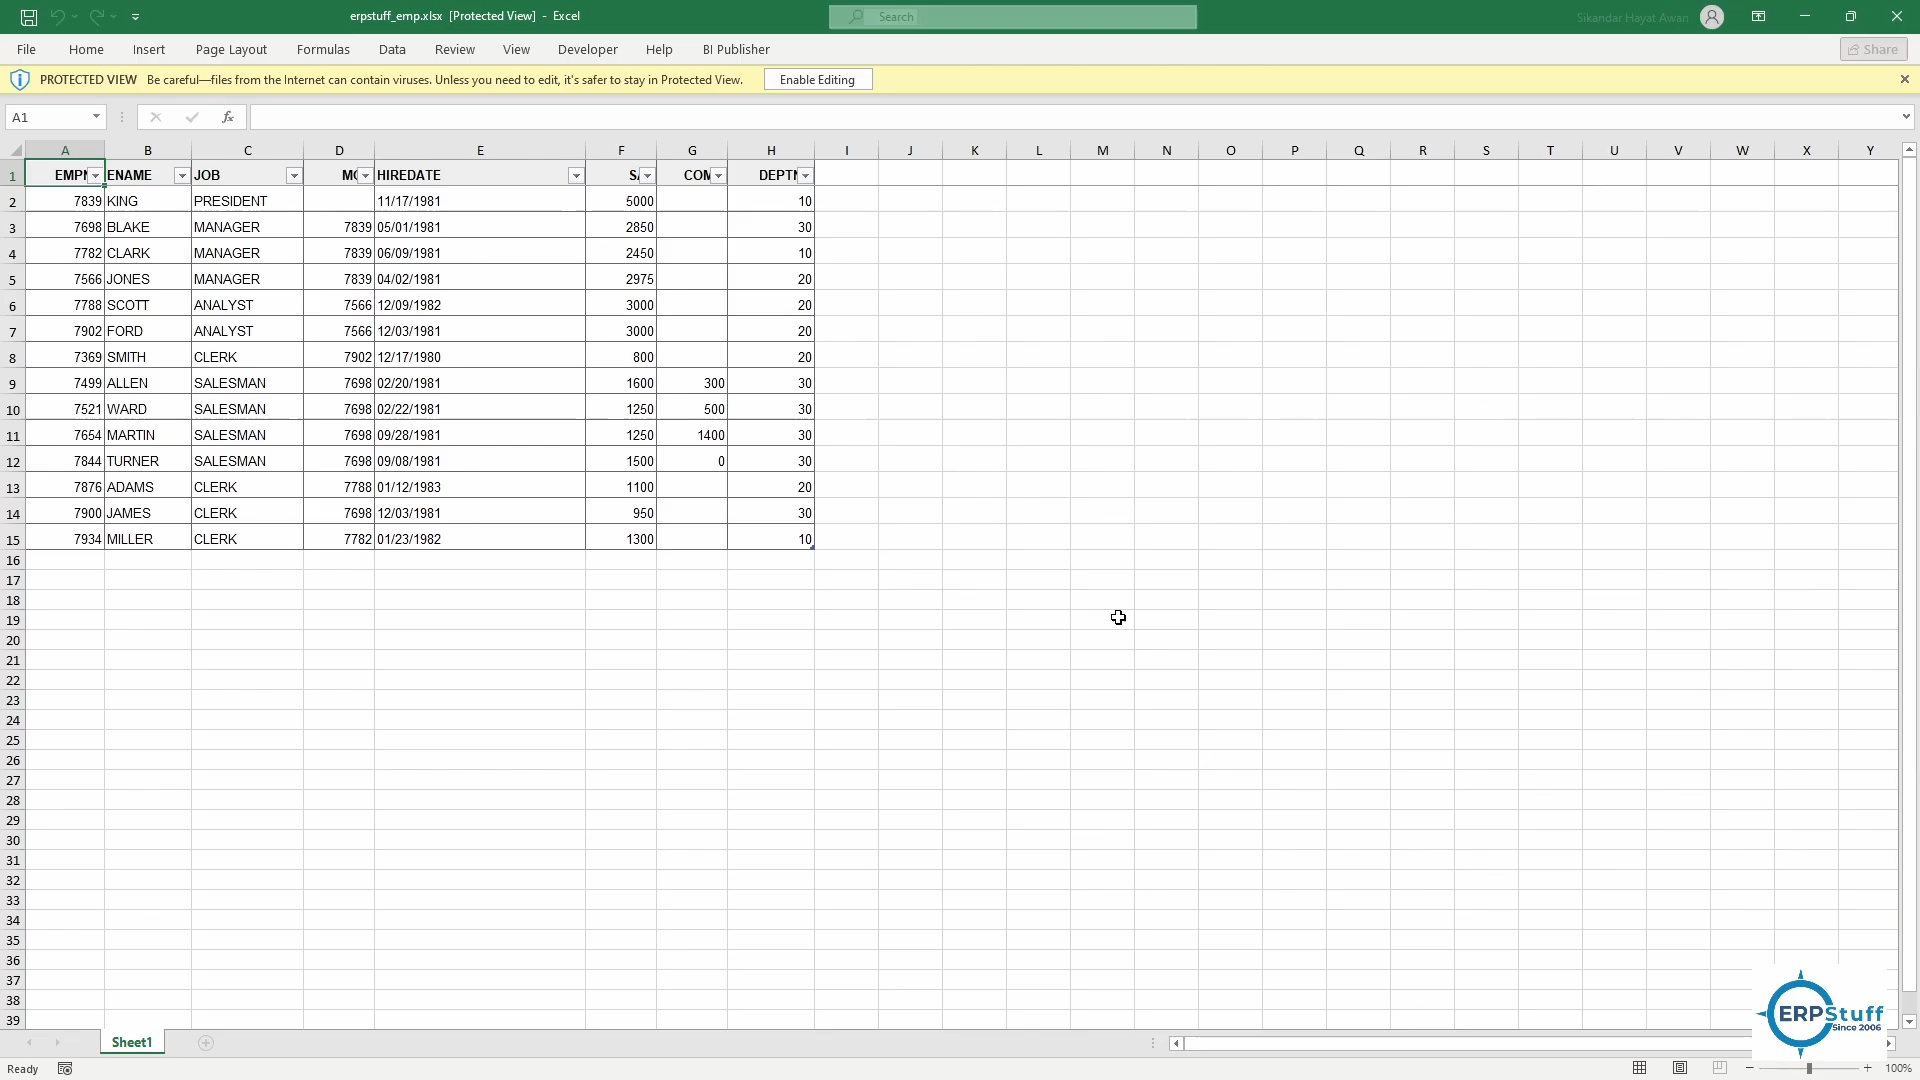 erpstuff_emp.xlsx [Protected View] - Excel
Search
Sikandar Hayat Awan
File Home Insert Page Layout Formulas Data Review View Developer Help BI Publisher Share
PROTECTED VIEW Be careful—files from the Internet can contain viruses. Unless you need to edit, it's safer to stay in Protected View. Enable Editing
A1 fx
A B C D E F G H I J K L M N O P Q R S T U V W X Y
1 EMPN ENAME JOB MG HIREDATE SA COM DEPTN
2 7839 KING PRESIDENT 11/17/1981 5000 10
3 7698 BLAKE MANAGER 7839 05/01/1981 2850 30
4 7782 CLARK MANAGER 7839 06/09/1981 2450 10
5 7566 JONES MANAGER 7839 04/02/1981 2975 20
6 7788 SCOTT ANALYST 7566 12/09/1982 3000 20
7 7902 FORD ANALYST 7566 12/03/1981 3000 20
8 7369 SMITH CLERK 7902 12/17/1980 800 20
9 7499 ALLEN SALESMAN 7698 02/20/1981 1600 300 30
10 7521 WARD SALESMAN 7698 02/22/1981 1250 500 30
11 7654 MARTIN SALESMAN 7698 09/28/1981 1250 1400 30
12 7844 TURNER SALESMAN 7698 09/08/1981 1500 0 30
13 7876 ADAMS CLERK 7788 01/12/1983 1100 20
14 7900 JAMES CLERK 7698 12/03/1981 950 30
15 7934 MILLER CLERK 7782 01/23/1982 1300 10
16
17
18
19
20
21
22
23
24
25
26
27
28
29
30
31
32
33
34
35
36
37
38
39
ERPStuff
Since 2006
Sheet1
Ready
100%